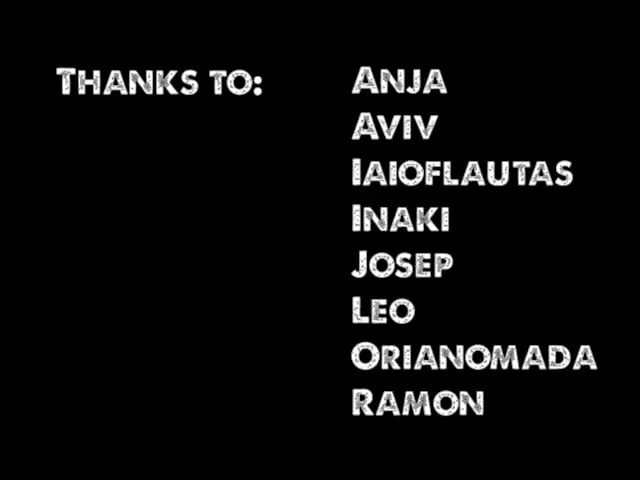 Thanks to:
Anja
Aviv
Iaioflautas
Inaki
Josep
Leo
Orianomada
Ramon